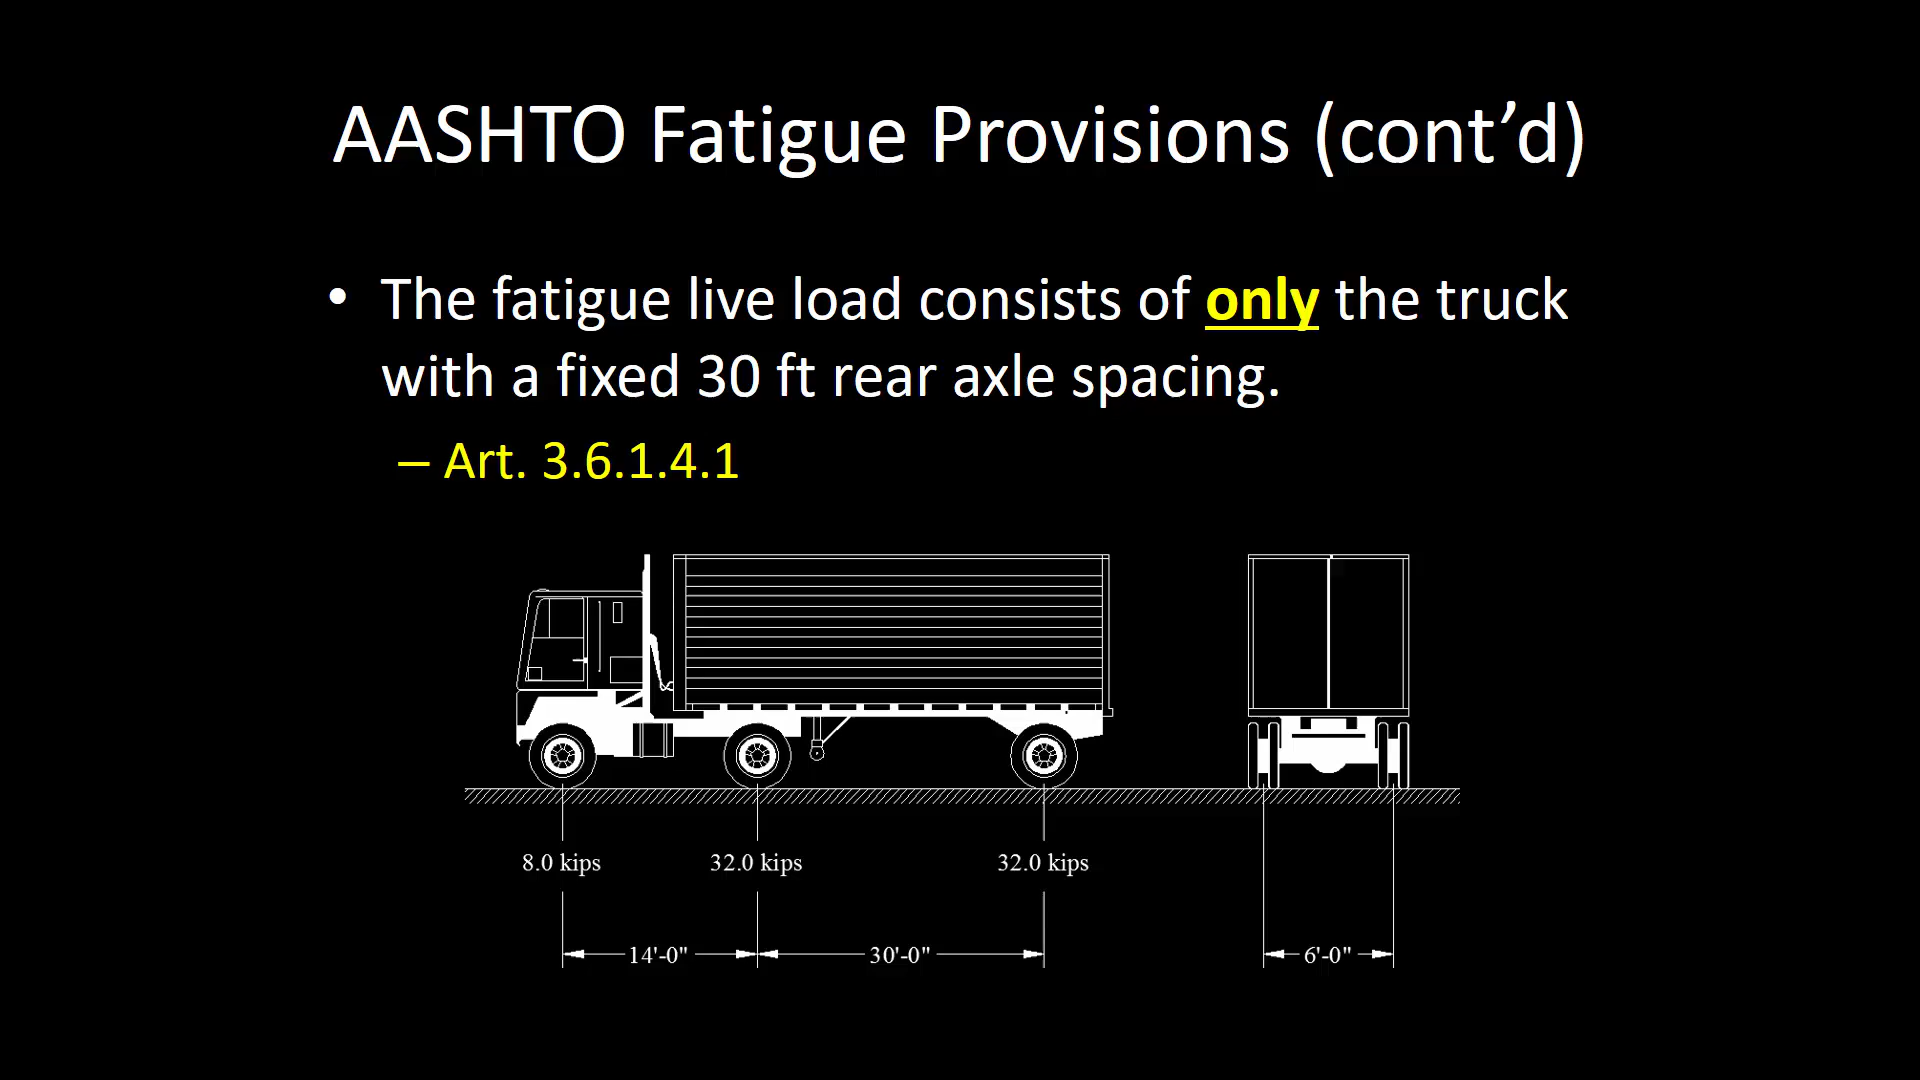 AASHTO Fatigue Provisions (cont’d)
• The fatigue live load consists of only the truck
with a fixed 30 ft rear axle spacing.
– Art. 3.6.1.4.1
8.0 kips 32.0 kips 32.0 kips
14'-0" 30'-0" 6'-0"